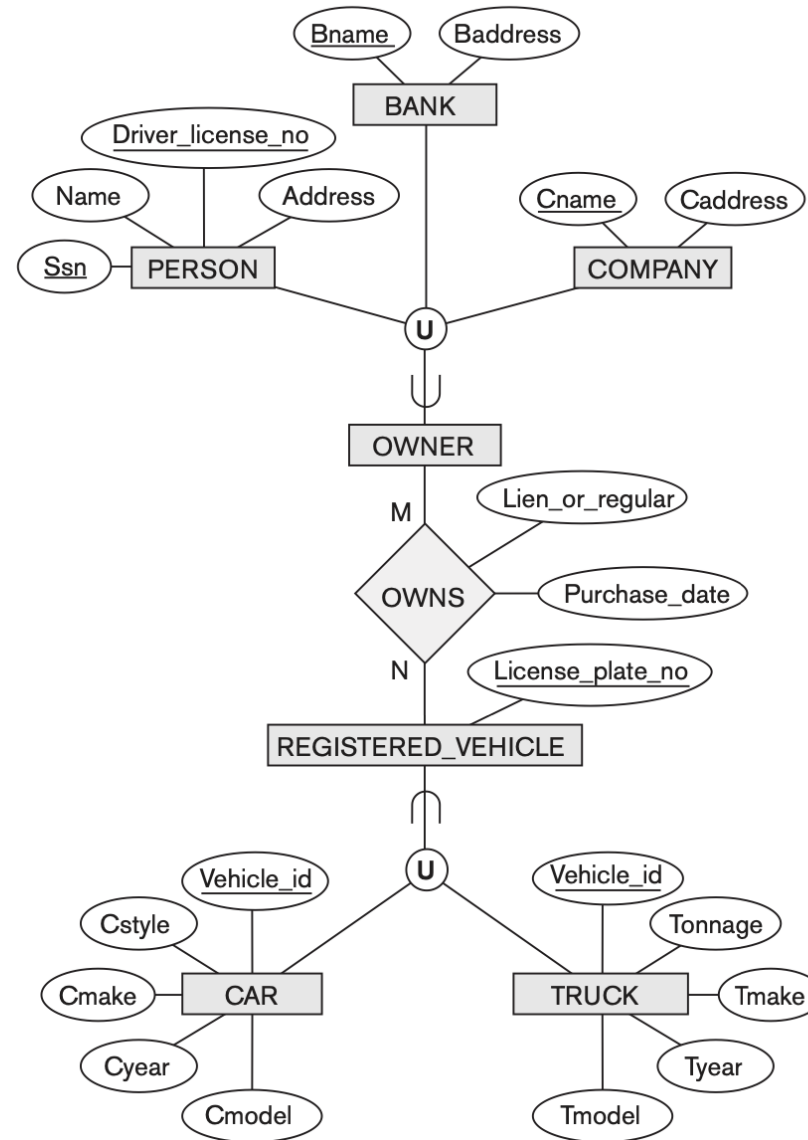 Bname
Baddress
BANK
Driver_license_no
Name
Address
Cname
Caddress
Ssn
PERSON
COMPANY
U
OWNER
M
Lien_or_regular
OWNS
Purchase_date
N
License_plate_no
REGISTERED_VEHICLE
U
Vehicle_id
Vehicle_id
Cstyle
Tonnage
Cmake
CAR
TRUCK
Tmake
Cyear
Tyear
Cmodel
Tmodel